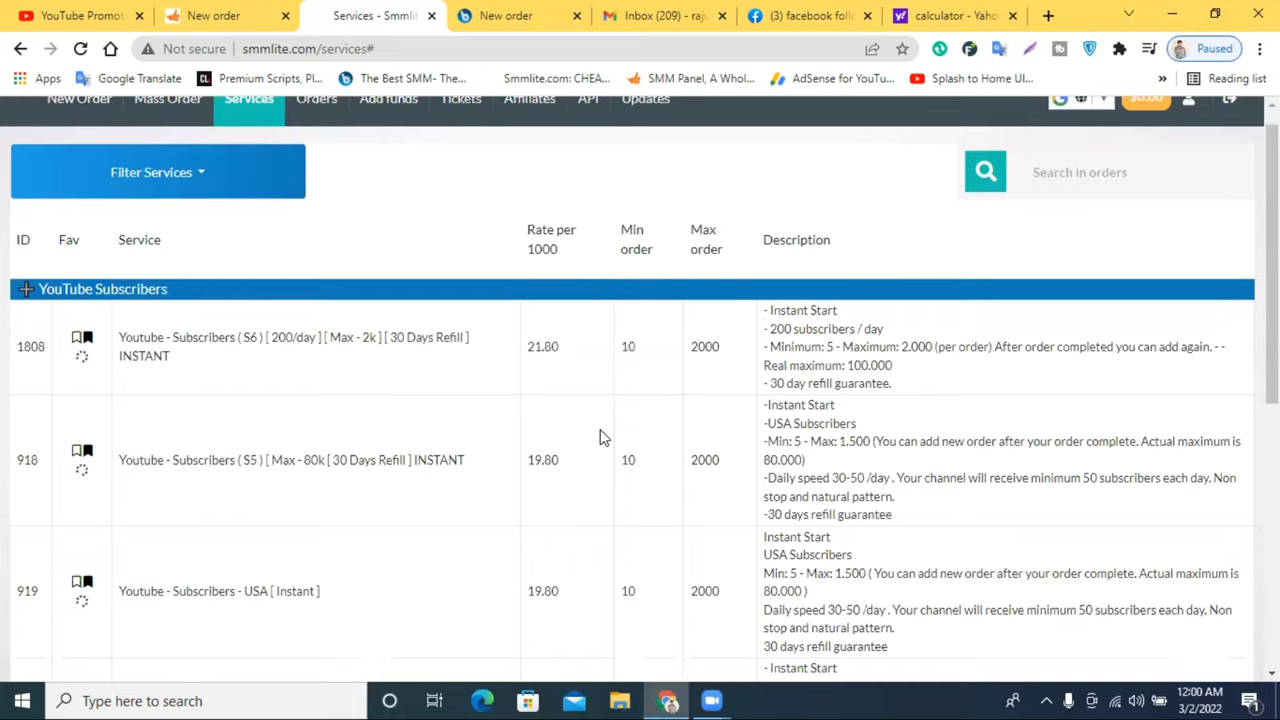 YouTube Promot
New order
Services - Smmlite
New order
Inbox (209) - raju
(3) facebook follo
calculator - Yahoo
Not secure smmlite.com/services#
Paused
Apps
Google Translate
Premium Scripts, Pl...
The Best SMM- The...
Smmlite.com: CHEA...
SMM Panel, A Whol...
AdSense for YouTu...
Splash to Home UI...
»
Reading list
New Order
Mass Order
Services
Orders
Add funds
Tickets
Affiliates
API
Updates
$0.00
Filter Services
Search in orders
ID
Fav
Service
Rate per
1000
Min
order
Max
order
Description
YouTube Subscribers
1808
Youtube - Subscribers ( S6 ) [ 200/day ] [ Max - 2k ] [ 30 Days Refill ]
INSTANT
21.80
10
2000
- Instant Start
- 200 subscribers / day
- Minimum: 5 - Maximum: 2.000 (per order) After order completed you can add again. - -
Real maximum: 100.000
- 30 day refill guarantee.
918
Youtube - Subscribers ( S5 ) [ Max - 80k [ 30 Days Refill ] INSTANT
19.80
10
2000
-Instant Start
-USA Subscribers
-Min: 5 - Max: 1.500 (You can add new order after your order complete. Actual maximum is
80.000)
-Daily speed 30-50 /day . Your channel will receive minimum 50 subscribers each day. Non
stop and natural pattern.
-30 days refill guarantee
919
Youtube - Subscribers - USA [ Instant ]
19.80
10
2000
Instant Start
USA Subscribers
Min: 5 - Max: 1.500 ( You can add new order after your order complete. Actual maximum is
80.000 )
Daily speed 30-50 /day . Your channel will receive minimum 50 subscribers each day. Non
stop and natural pattern.
30 days refill guarantee
- Instant Start
Type here to search
12:00 AM
3/2/2022
1